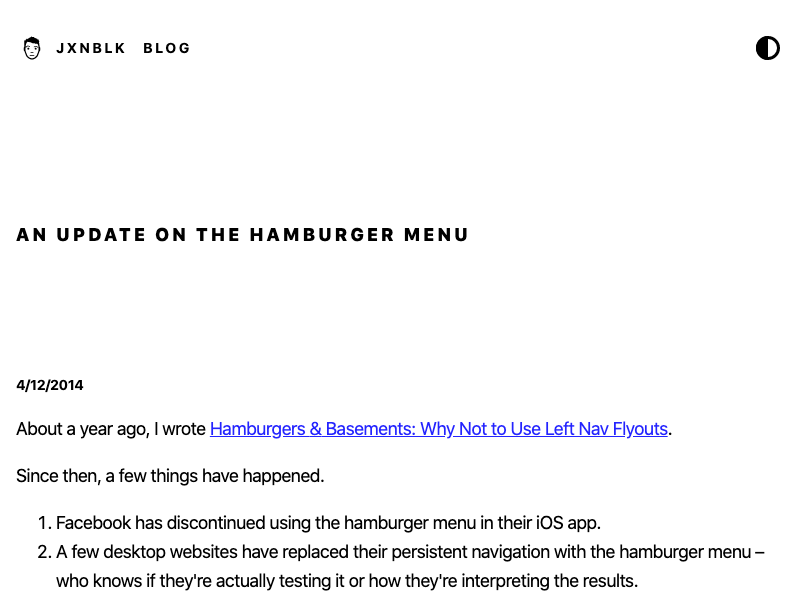 JXNBLK BLOG
AN UPDATE ON THE HAMBURGER MENU
4/12/2014
About a year ago, I wrote Hamburgers & Basements: Why Not to Use Left Nav Flyouts.
Since then, a few things have happened.
1. Facebook has discontinued using the hamburger menu in their iOS app.
2. A few desktop websites have replaced their persistent navigation with the hamburger menu –
who knows if they're actually testing it or how they're interpreting the results.